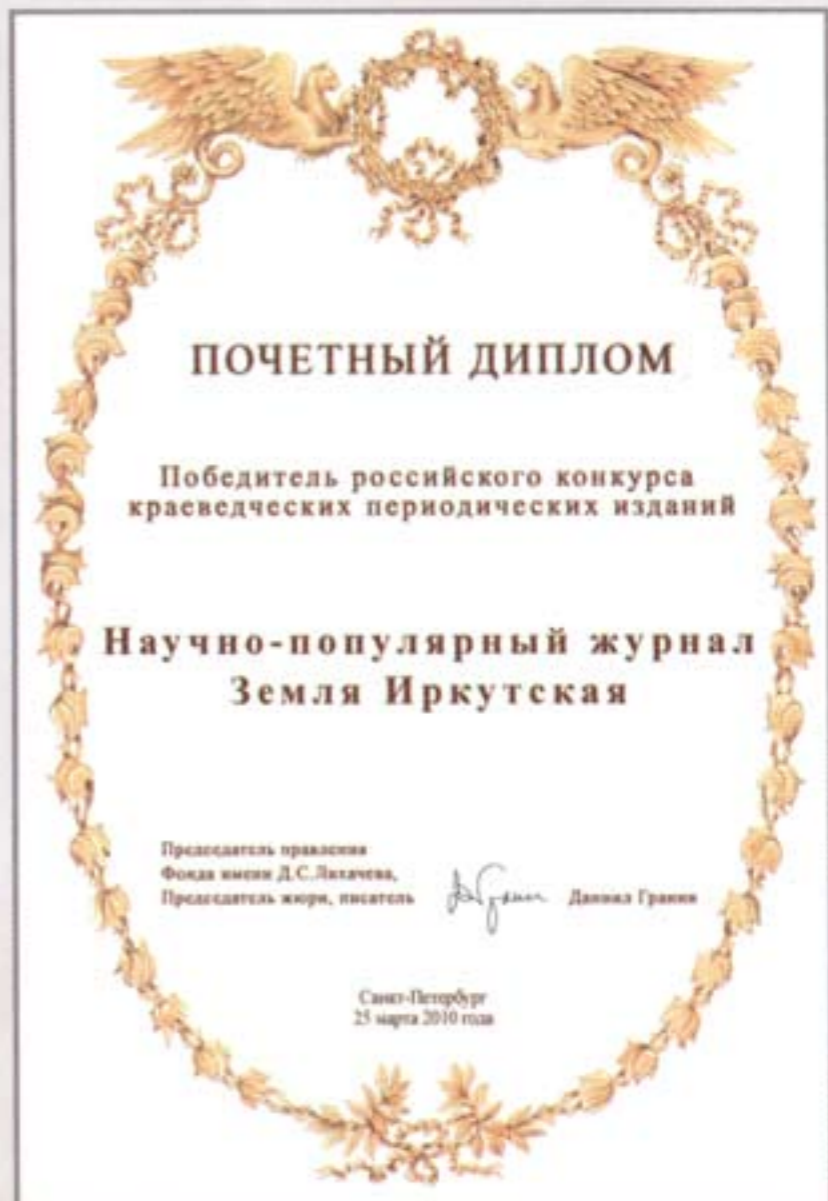 ПОЧЕТНЫЙ ДИПЛОМ
Победитель российского конкурса
краеведческих периодических изданий
Научно-популярный журнал
Земля Иркутская
Председатель правления
Фонда имени Д.С.Лихачева,
Председатель жюри, писатель
Даниил Гранин
Санкт-Петербург
25 марта 2010 года